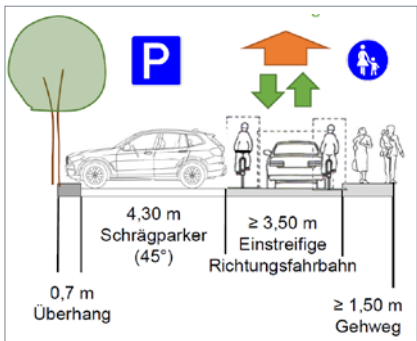 P
4,30 m
Schrägparker
(45°)
≥ 3,50 m
Einstreifige
Richtungsfahrbahn
0,7 m
Überhang
≥ 1,50 m
Gehweg